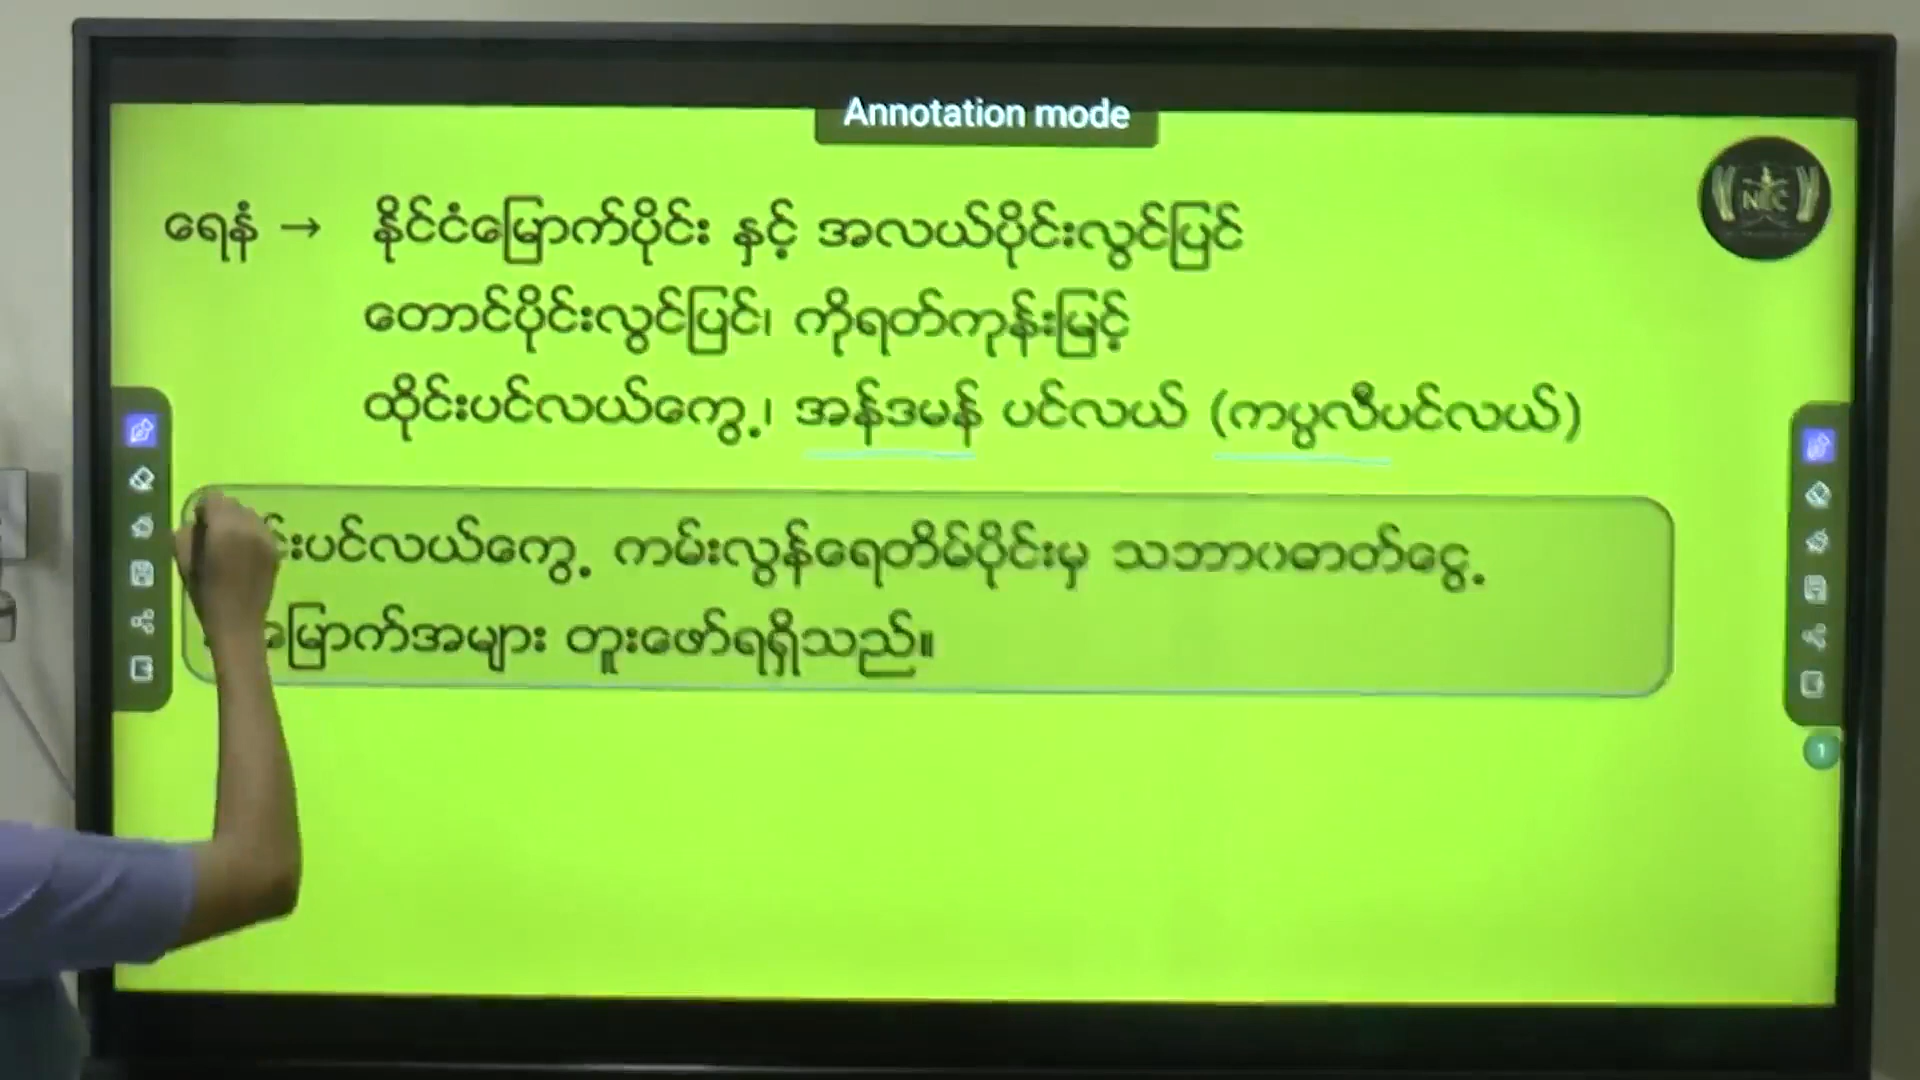 Annotation mode
NEC
ရေနံ → နိုင်ငံမြောက်ပိုင်း နှင့် အလယ်ပိုင်းလွင်ပြင်
တောင်ပိုင်းလွင်ပြင်၊ ကိုရတ်ကုန်းမြင့်
ထိုင်းပင်လယ်ကွေ့၊ အန်ဒမန် ပင်လယ် (ကပ္ပလီပင်လယ်)
ပင်လယ်ကွေ့ ကမ်းလွန်ရေတိမ်ပိုင်းမှ သဘာဝဓာတ်ငွေ့
မြောက်အများ တူးဖော်ရရှိသည်။
1